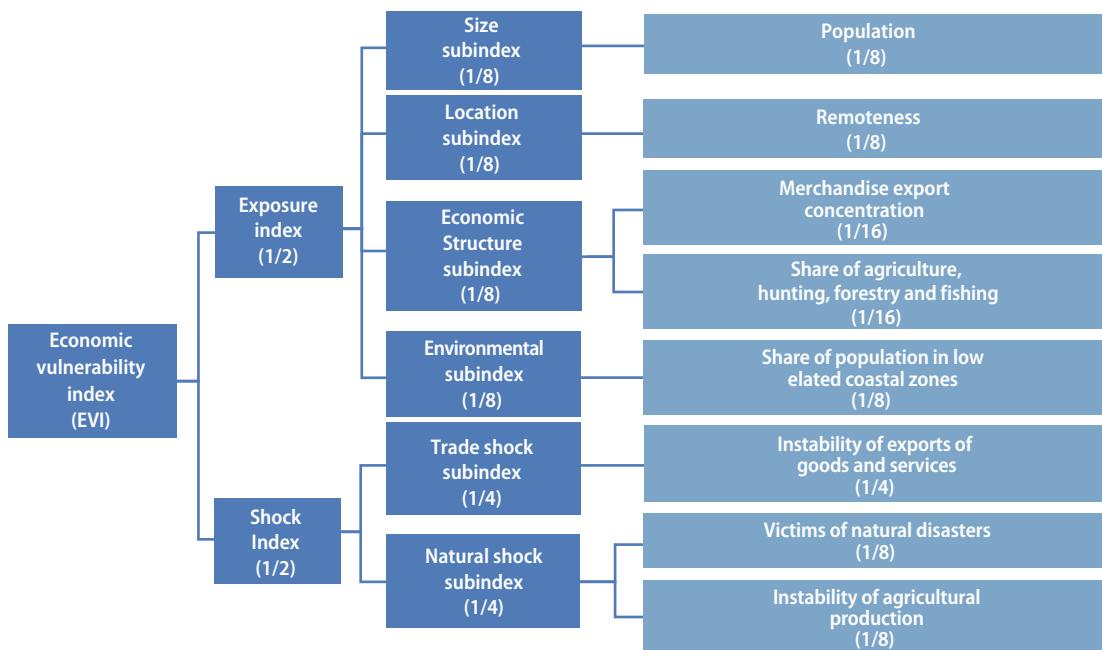 Economic
vulnerability
index
(EVI)
Exposure
index
(1/2)
Shock
Index
(1/2)
Size
subindex
(1/8)
Location
subindex
(1/8)
Economic
Structure
subindex
(1/8)
Environmental
subindex
(1/8)
Trade shock
subindex
(1/4)
Natural shock
subindex
(1/4)
Population
(1/8)
Remoteness
(1/8)
Merchandise export
concentration
(1/16)
Share of agriculture,
hunting, forestry and fishing
(1/16)
Share of population in low
elated coastal zones
(1/8)
Instability of exports of
goods and services
(1/4)
Victims of natural disasters
(1/8)
Instability of agricultural
production
(1/8)